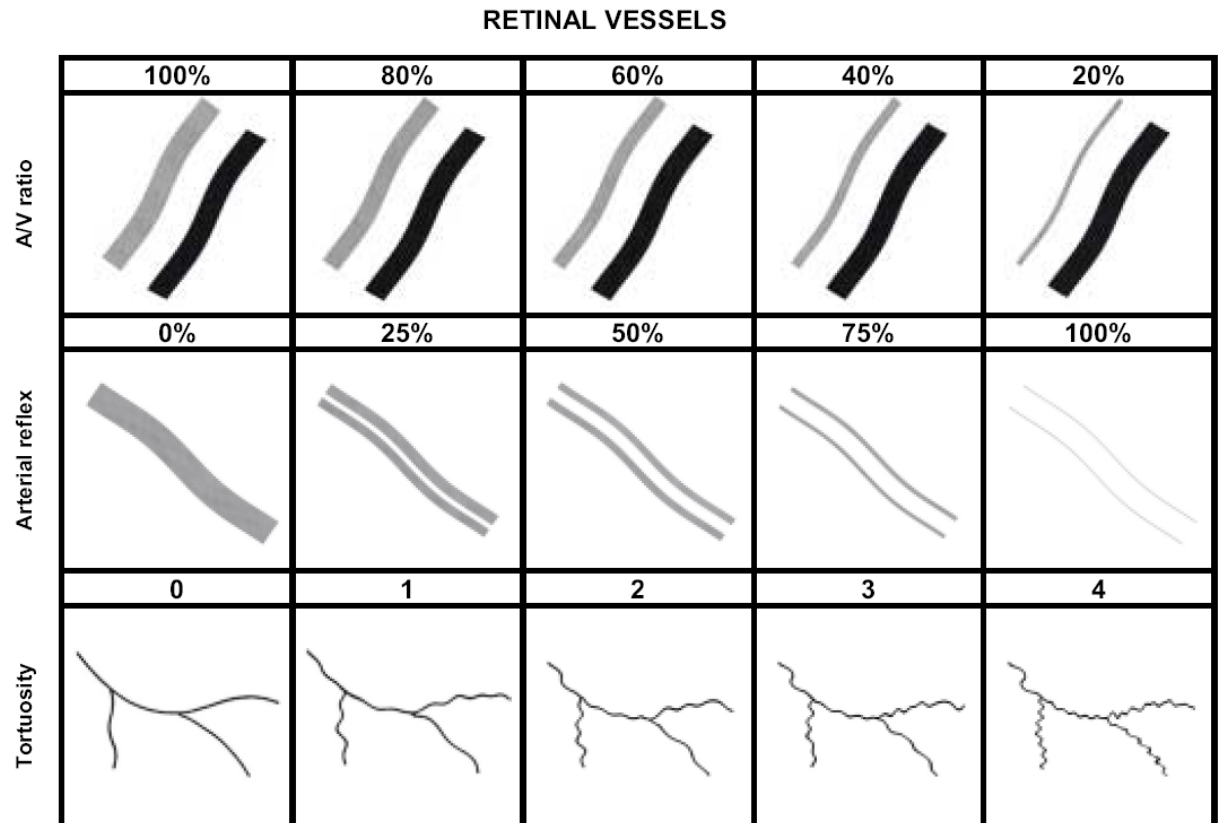 RETINAL VESSELS
100% 80% 60% 40% 20%
A/V ratio
0% 25% 50% 75% 100%
Arterial reflex
0 1 2 3 4
Tortuosity